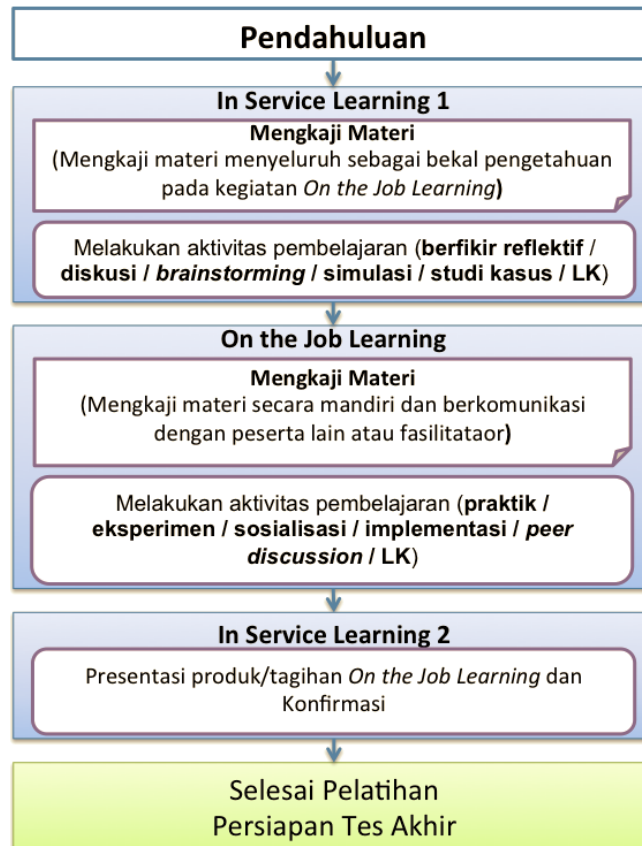 Pendahuluan
In Service Learning 1
Mengkaji Materi
(Mengkaji materi menyeluruh sebagai bekal pengetahuan
pada kegiatan On the Job Learning)
Melakukan aktivitas pembelajaran (berfikir reflektif /
diskusi / brainstorming / simulasi / studi kasus / LK)
On the Job Learning
Mengkaji Materi
(Mengkaji materi secara mandiri dan berkomunikasi
dengan peserta lain atau fasilitataor)
Melakukan aktivitas pembelajaran (praktik /
eksperimen / sosialisasi / implementasi / peer
discussion / LK)
In Service Learning 2
Presentasi produk/tagihan On the Job Learning dan
Konfirmasi
Selesai Pelatihan
Persiapan Tes Akhir